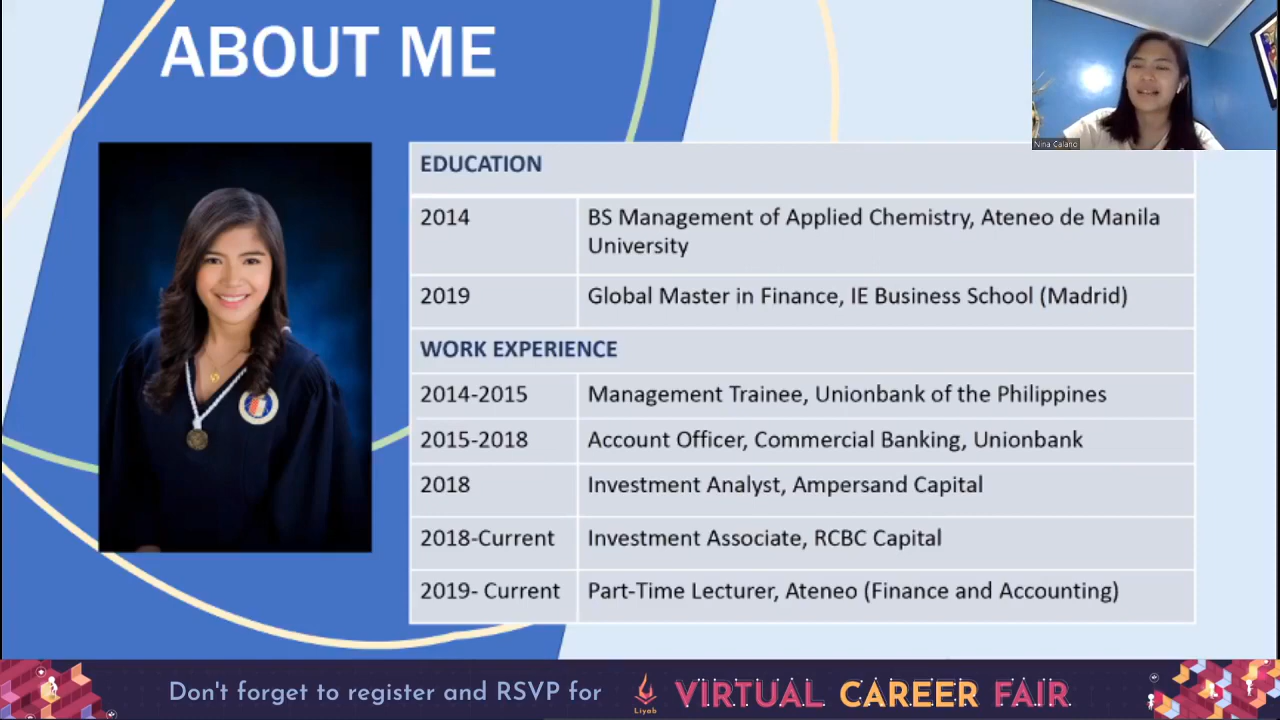 ABOUT ME
Nina Calano
EDUCATION
2014 BS Management of Applied Chemistry, Ateneo de Manila
University
2019 Global Master in Finance, IE Business School (Madrid)
WORK EXPERIENCE
2014-2015 Management Trainee, Unionbank of the Philippines
2015-2018 Account Officer, Commercial Banking, Unionbank
2018 Investment Analyst, Ampersand Capital
2018-Current Investment Associate, RCBC Capital
2019- Current Part-Time Lecturer, Ateneo (Finance and Accounting)
Don't forget to register and RSVP for Liyab VIRTUAL CAREER FAIR